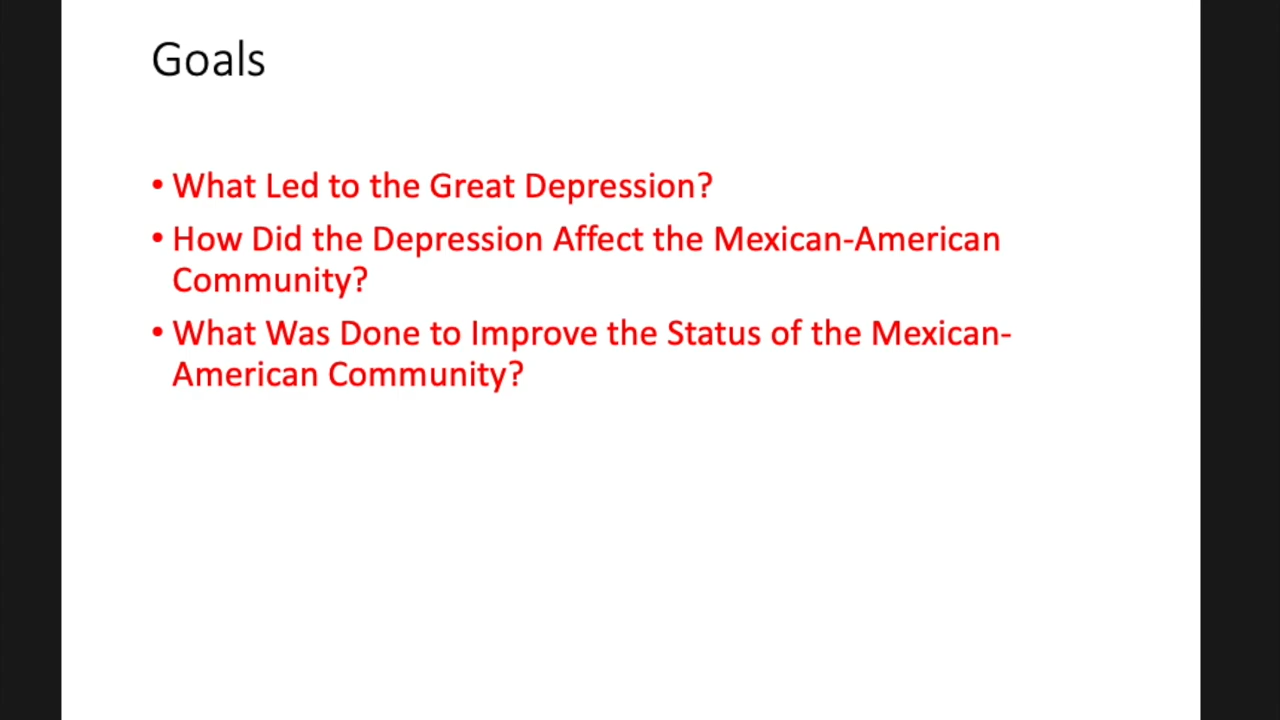 Goals
• What Led to the Great Depression?
• How Did the Depression Affect the Mexican-American
Community?
• What Was Done to Improve the Status of the Mexican-
American Community?